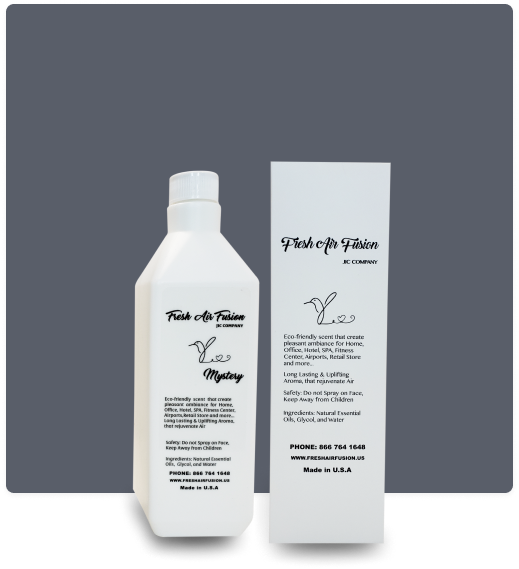 Fresh Air Fusion
JIC COMPANY
Mystery
Eco-friendly scent that create
pleasant ambiance for Home,
Office, Hotel, SPA, Fitness Center,
Airports,Retail Store and more...
Long Lasting & Uplifting Aroma,
that rejuvenate Air
Safety: Do not Spray on Face,
Keep Away from Children
Ingredients: Natural Essential
Oils, Glycol, and Water
PHONE: 866 764 1648
WWW.FRESHAIRFUSION.US
Made in U.S.A
Fresh Air Fusion
JIC COMPANY
Eco-friendly scent that create
pleasant ambiance for Home,
Office, Hotel, SPA, Fitness
Center, Airports, Retail Store
and more...
Long Lasting & Uplifting
Aroma, that rejuvenate Air
Safety: Do not Spray on Face,
Keep Away from Children
Ingredients: Natural Essential
Oils, Glycol, and Water
PHONE: 866 764 1648
WWW.FRESHAIRFUSION.US
Made in U.S.A